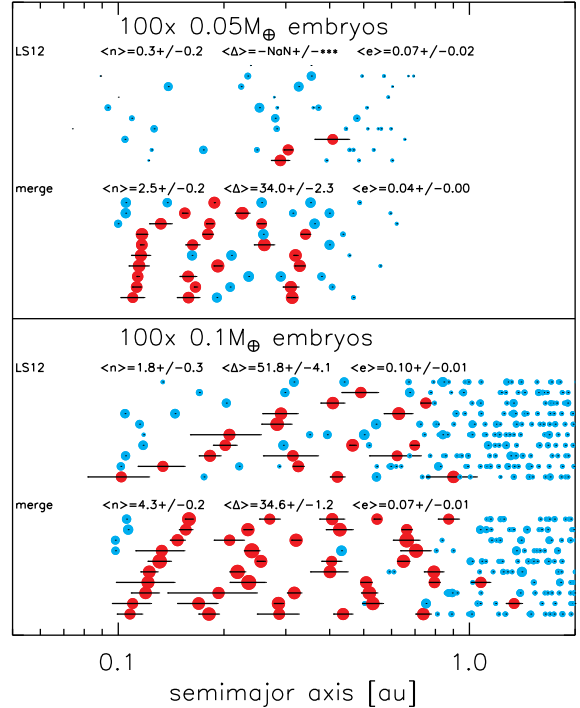 100x 0.05M⊕ embryos
LS12 <n>=0.3+/-0.2 <Δ>=-NaN+/-*** <e>=0.07+/-0.02
merge <n>=2.5+/-0.2 <Δ>=34.0+/-2.3 <e>=0.04+/-0.00
100x 0.1M⊕ embryos
LS12 <n>=1.8+/-0.3 <Δ>=51.8+/-4.1 <e>=0.10+/-0.01
merge <n>=4.3+/-0.2 <Δ>=34.6+/-1.2 <e>=0.07+/-0.01
0.1 1.0
semimajor axis [au]